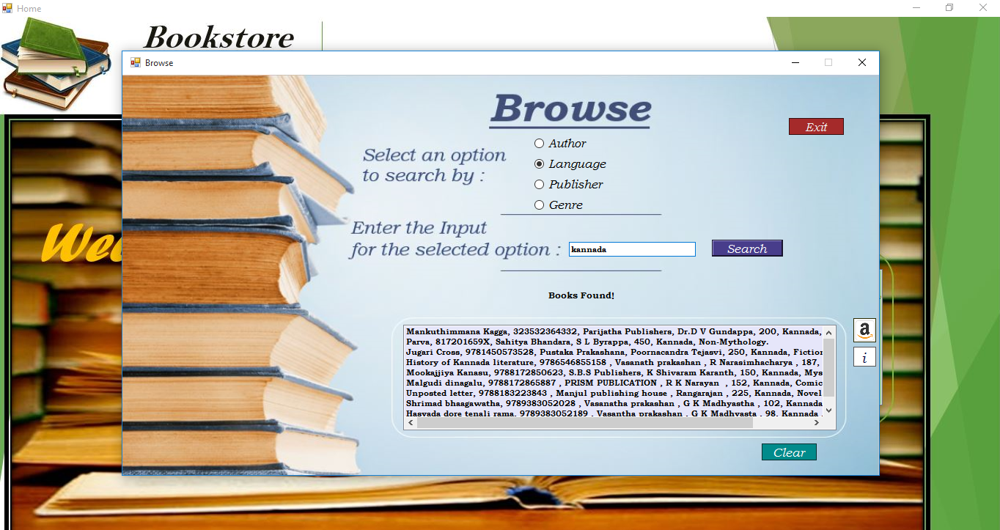 Home
Bookstore
Browse
Browse
Exit
Select an option
to search by :
Author
Language
Publisher
Genre
Enter the Input
for the selected option :
kannada
Search
Books Found!
Mankuthimmana Kagga, 323532364332, Parijatha Publishers, Dr.D V Gundappa, 200, Kannada,
Parva, 817201659X, Sahitya Bhandara, S L Byrappa, 450, Kannada, Non-Mythology.
Jugari Cross, 9781450573528, Pustaka Prakashana, Poornacandra Tejasvi, 250, Kannada, Fiction
History of Kannada literature, 9786546855158 , Vasanath prakashan , R Narasimhacharya , 187,
Mookajjiya Kanasu, 9788172850623, S.B.S Publishers, K Shivaram Karanth, 150, Kannada, Mys
Malgudi dinagalu, 9788172865887 , PRISM PUBLICATION , R K Narayan , 152, Kannada, Comic
Unposted letter, 9788183223843 , Manjul publishing house , Rangarajan , 225, Kannada, Novel
Shrimad bhaagawatha, 9789383052028 , Vasanatha prakashan , G K Madhyastha , 102, Kannada
Hasyada dore tenali rama, 9789383052189 , Vasantha prakashan , G K Madhyasta , 98, Kannada ,
a
i
Clear
Wel